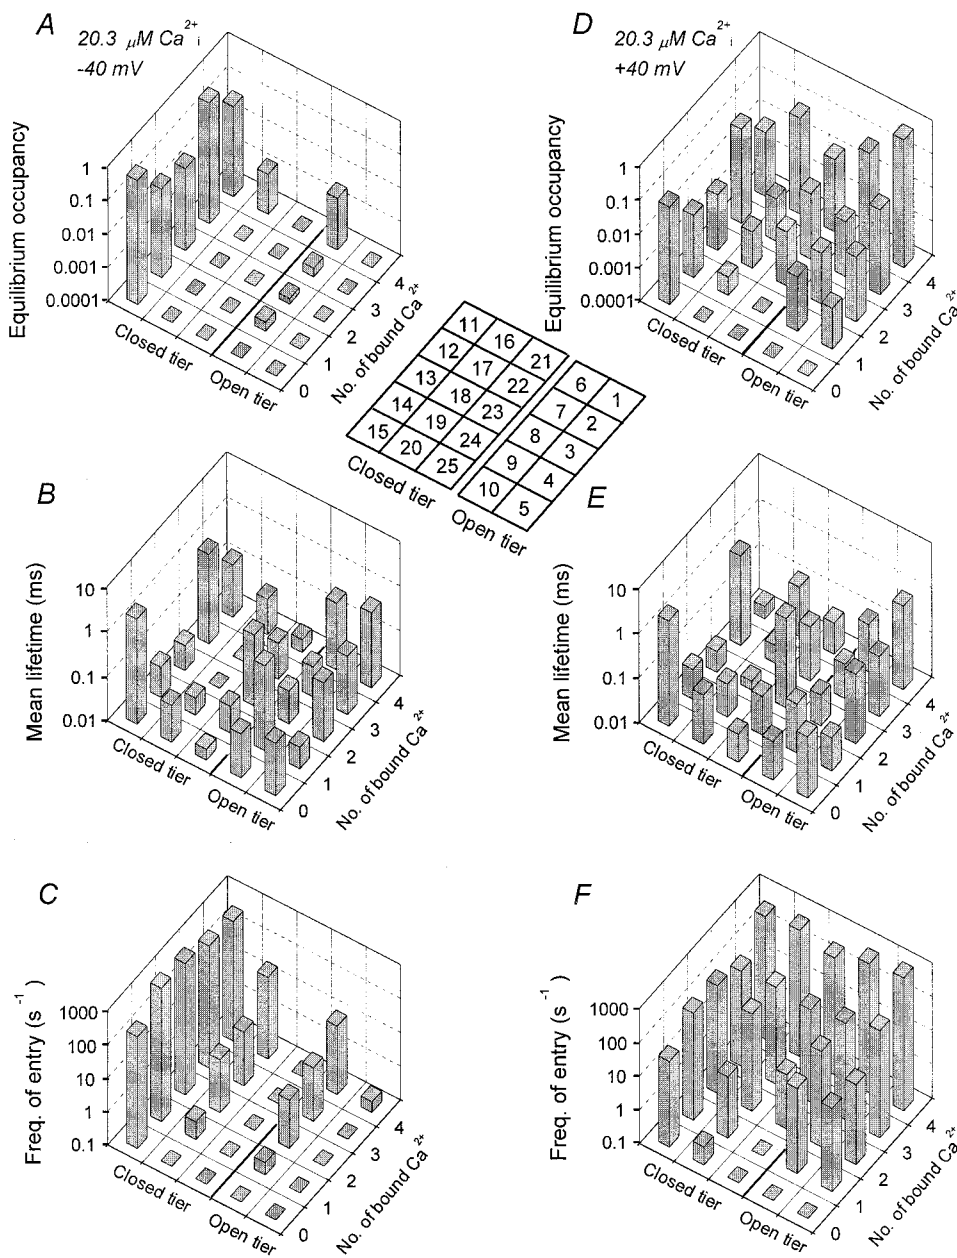 A
20.3 μM Ca²⁺ᵢ
-40 mV
Equilibrium occupancy
1
0.1
0.01
0.001
0.0001
Closed tier
Open tier
0
1
2
3
4
No. of bound Ca²⁺
D
20.3 μM Ca²⁺ᵢ
+40 mV
Equilibrium occupancy
1
0.1
0.01
0.001
0.0001
Closed tier
Open tier
0
1
2
3
4
No. of bound Ca²⁺
11 16 21 6 1
12 17 22 7 2
13 18 23 8 3
14 19 24 9 4
15 20 25 10 5
Closed tier
Open tier
B
Mean lifetime (ms)
10
1
0.1
0.01
Closed tier
Open tier
0
1
2
3
4
No. of bound Ca²⁺
E
Mean lifetime (ms)
10
1
0.1
0.01
Closed tier
Open tier
0
1
2
3
4
No. of bound Ca²⁺
C
Freq. of entry (s⁻¹)
1000
100
10
1
0.1
Closed tier
Open tier
0
1
2
3
4
No. of bound Ca²⁺
F
Freq. of entry (s⁻¹)
1000
100
10
1
0.1
Closed tier
Open tier
0
1
2
3
4
No. of bound Ca²⁺